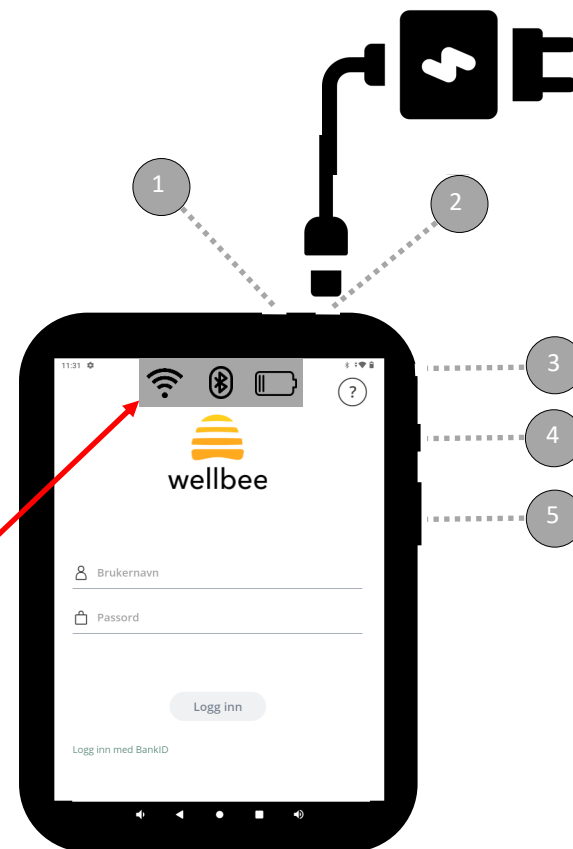 1
2
3
11:31
?
wellbee
4
5
Brukernavn
Passord
Logg inn
Logg inn med BankID